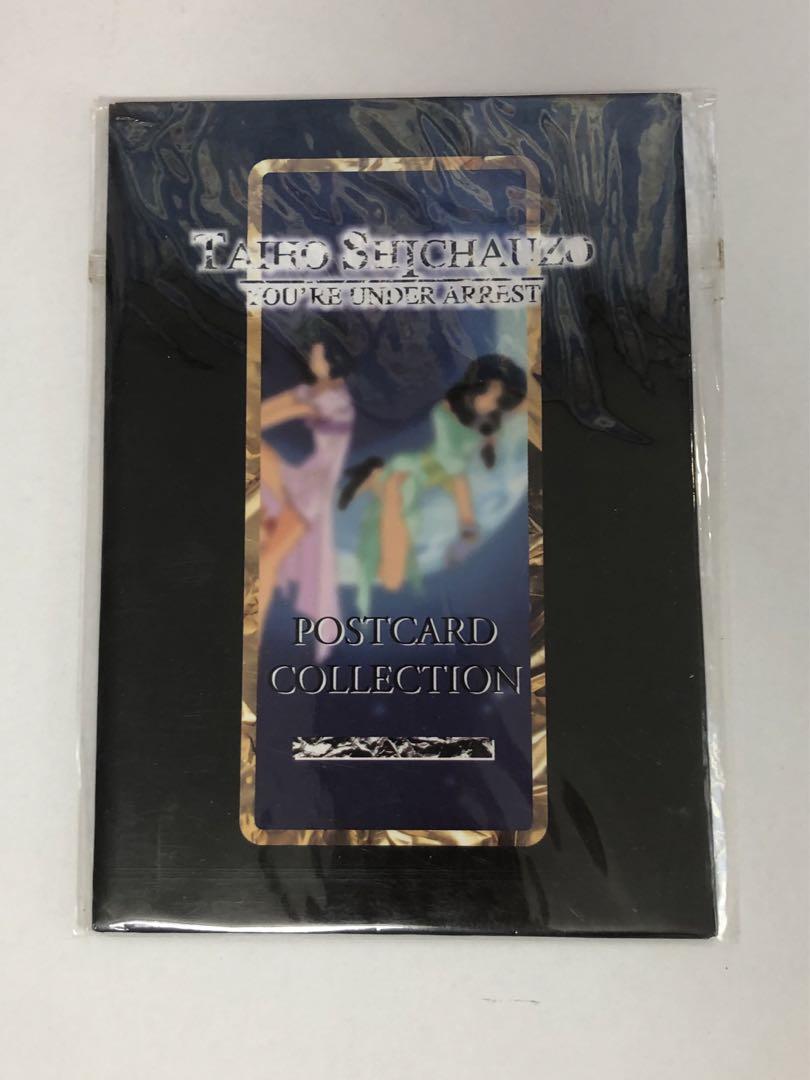 TAIHO SHICHAUZO
YOU'RE UNDER ARREST
POSTCARD
COLLECTION